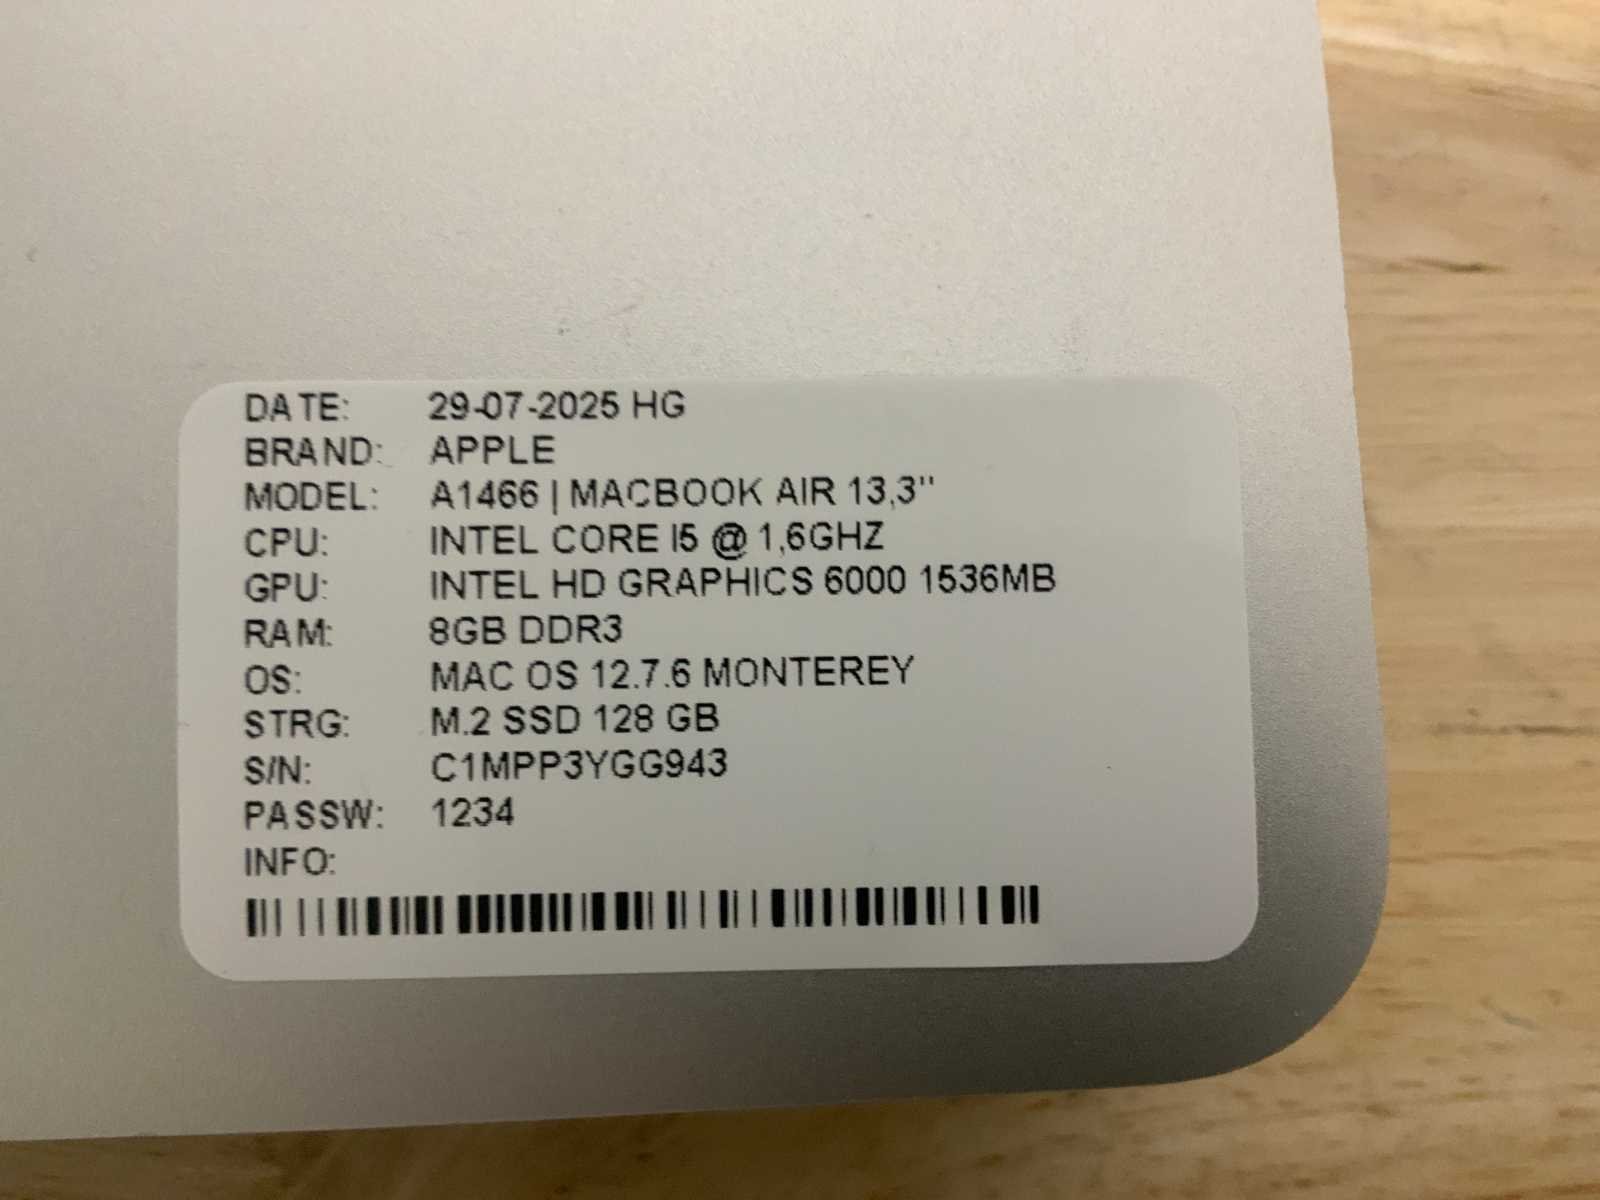 DATE: 29-07-2025 HG
BRAND: APPLE
MODEL: A1466 | MACBOOK AIR 13,3"
CPU: INTEL CORE I5 @ 1,6GHZ
GPU: INTEL HD GRAPHICS 6000 1536MB
RAM: 8GB DDR3
OS: MAC OS 12.7.6 MONTEREY
STRG: M.2 SSD 128 GB
S/N: C1MPP3YGG943
PASSW: 1234
INFO: